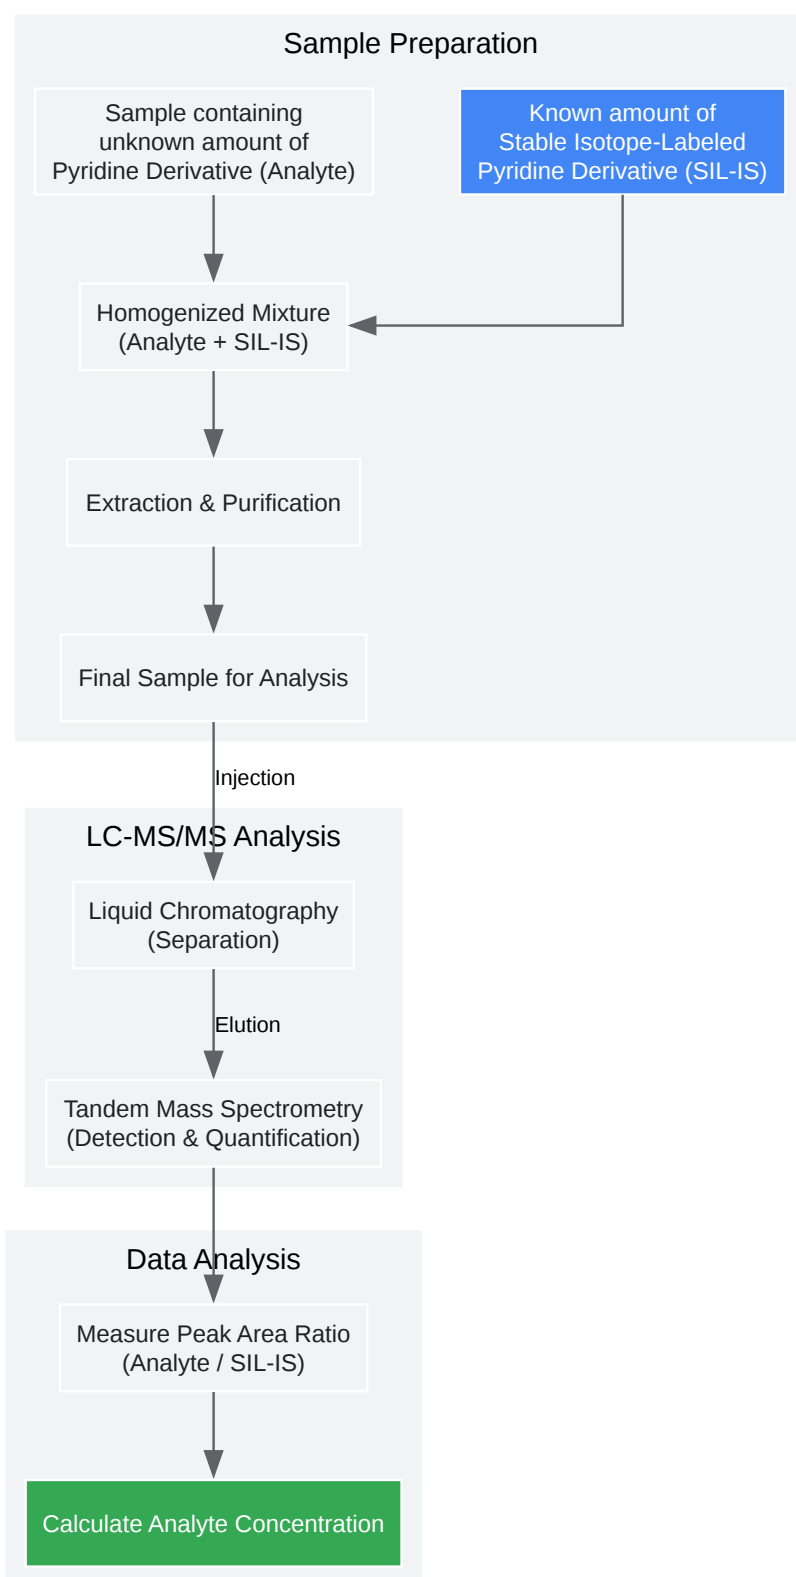 Sample Preparation
Sample containing
unknown amount of
Pyridine Derivative (Analyte)
Known amount of
Stable Isotope-Labeled
Pyridine Derivative (SIL-IS)
Homogenized Mixture
(Analyte + SIL-IS)
Extraction & Purification
Final Sample for Analysis
Injection
LC-MS/MS Analysis
Liquid Chromatography
(Separation)
Elution
Tandem Mass Spectrometry
(Detection & Quantification)
Data Analysis
Measure Peak Area Ratio
(Analyte / SIL-IS)
Calculate Analyte Concentration